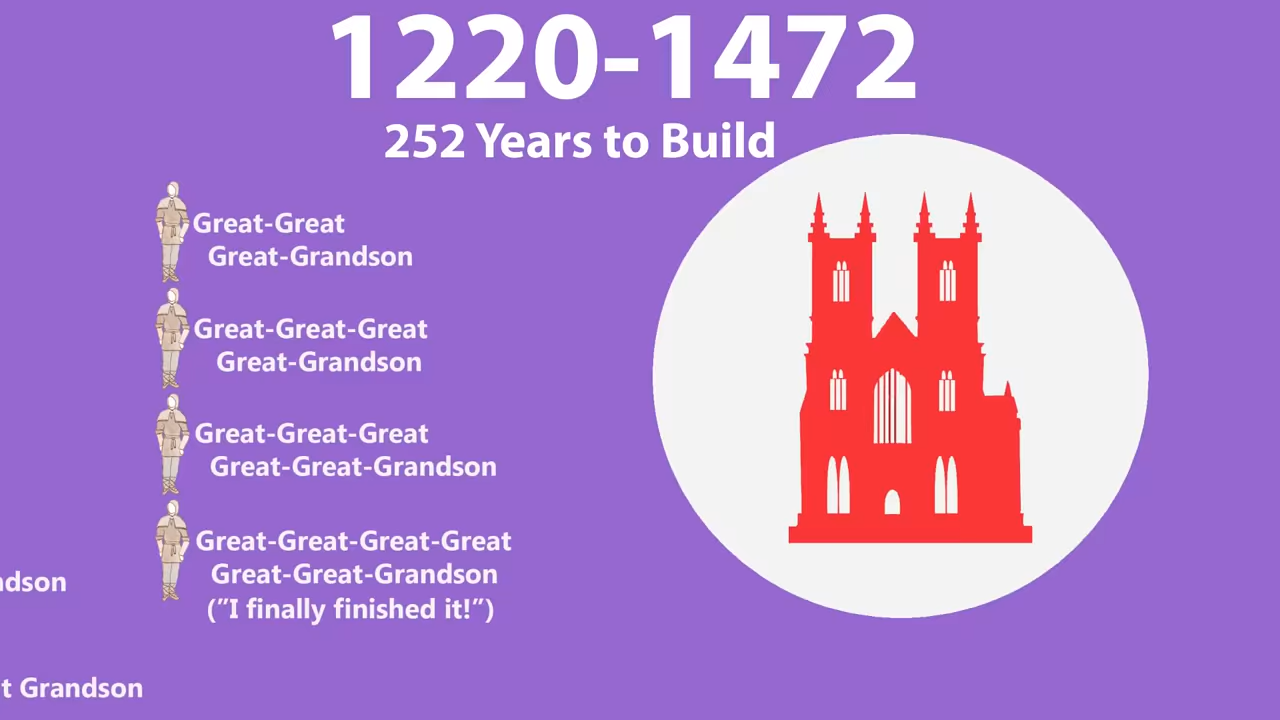 1220-1472
252 Years to Build
Great-Great
Great-Grandson
Great-Great-Great
Great-Grandson
Great-Great-Great
Great-Great-Grandson
Great-Great-Great-Great
Great-Great-Grandson
("I finally finished it!")
Grandson